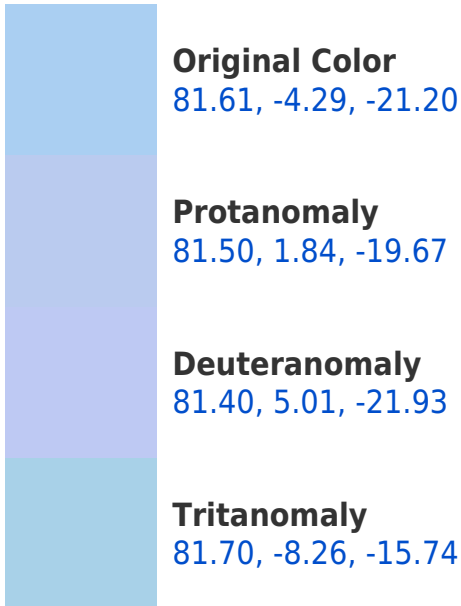 Original Color
81.61, -4.29, -21.20
Protanomaly
81.50, 1.84, -19.67
Deuteranomaly
81.40, 5.01, -21.93
Tritanomaly
81.70, -8.26, -15.74